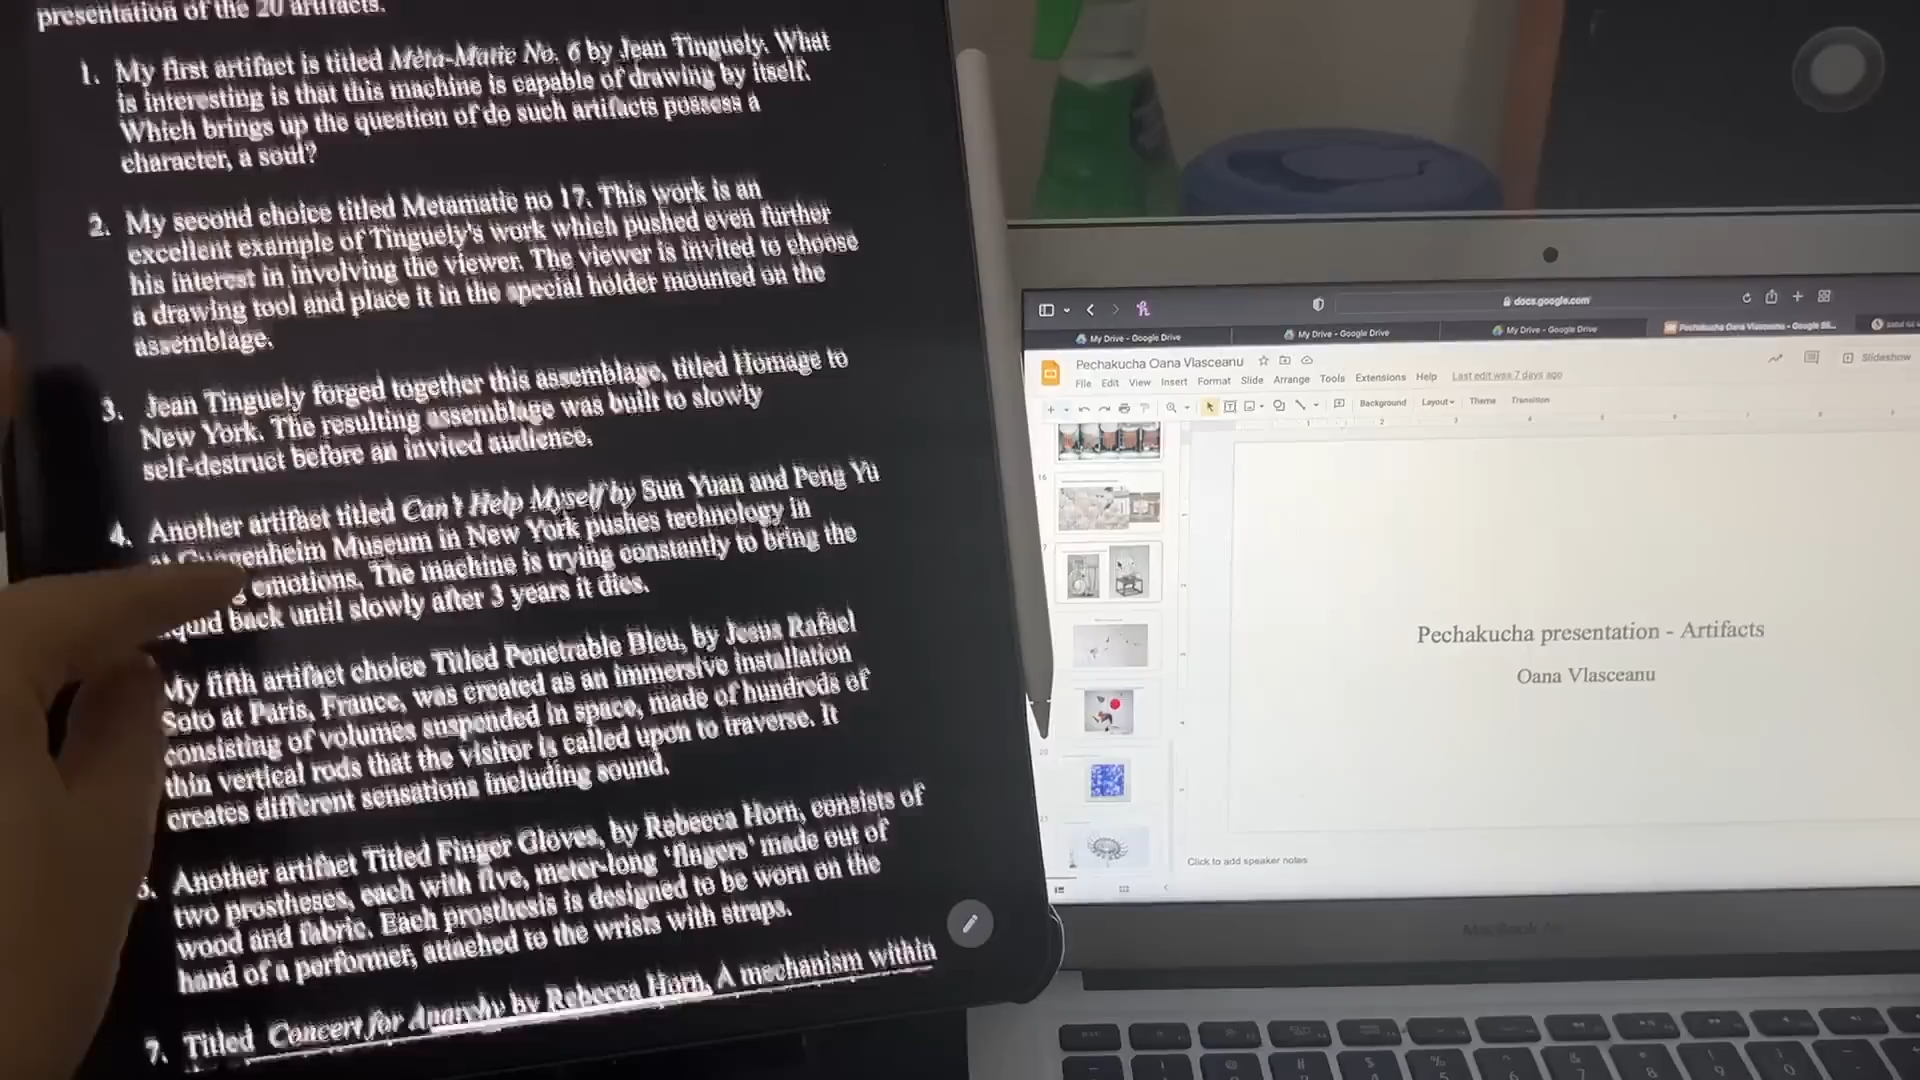 presentation of the 20 artifacts.
1. My first artifact is titled Méta-Matic No. 6 by Jean Tinguely. What
is interesting is that this machine is capable of drawing by itself.
Which brings up the question of do such artifacts possess a
character, a soul?
2. My second choice titled Metamatic no 17. This work is an
excellent example of Tinguely's work which pushed even further
his interest in involving the viewer. The viewer is invited to choose
a drawing tool and place it in the special holder mounted on the
assemblage.
3. Jean Tinguely forged together this assemblage, titled Homage to
New York. The resulting assemblage was built to slowly
self-destruct before an invited audience.
4. Another artifact titled Can't Help Myself by Sun Yuan and Peng Yu
Museum in New York pushes technology in
emotions. The machine is trying constantly to bring the
back until slowly after 3 years it dies.
My fifth artifact choice Titled Penetrable Bleu, by Jesus Rafael
Soto at Paris, France, was created as an immersive installation
consisting of volumes suspended in space, made of hundreds of
thin vertical rods that the visitor is called upon to traverse. It
creates different sensations including sound.
Another artifact Titled Finger Gloves, by Rebecca Horn, consists of
two prostheses, each with five, meter-long 'fingers' made out of
wood and fabric. Each prosthesis is designed to be worn on the
hand of a performer, attached to the wrists with straps.
7. Titled Concert for Anarchy by Rebecca Horn. A mechanism within
docs.google.com
My Drive - Google Drive
My Drive - Google Drive
My Drive - Google Drive
Pechakucha Oana Vlasceanu - Google Sli...
Pechakucha Oana Vlasceanu
Slideshow
File Edit View Insert Format Slide Arrange Tools Extensions Help Last edit was 7 days ago
Background Layout Theme Transition
16
20
21
Pechakucha presentation - Artifacts
Oana Vlasceanu
Click to add speaker notes
MacBook Air